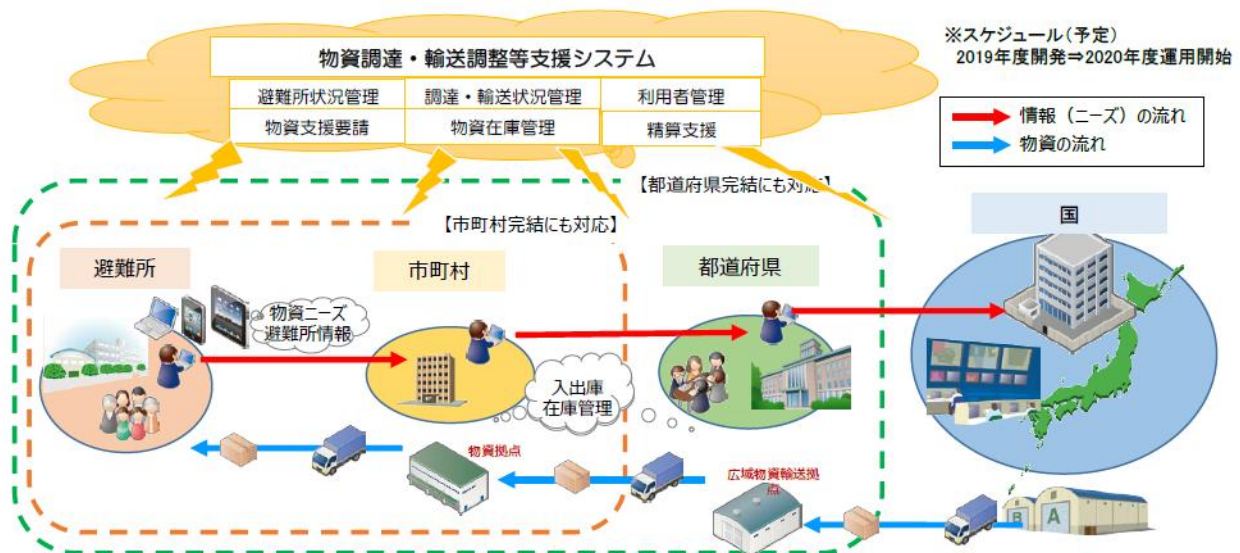 ※スケジュール(予定)
2019年度開発⇒2020年度運用開始
物資調達・輸送調整等支援システム
避難所状況管理 調達・輸送状況管理 利用者管理
物資支援要請 物資在庫管理 精算支援
情報(ニーズ)の流れ
物資の流れ
【都道府県完結にも対応】
【市町村完結にも対応】
避難所
市町村
都道府県
国
物資ニーズ
避難所情報
入出庫
在庫管理
物資拠点
広域物資輸送拠
点
B
A